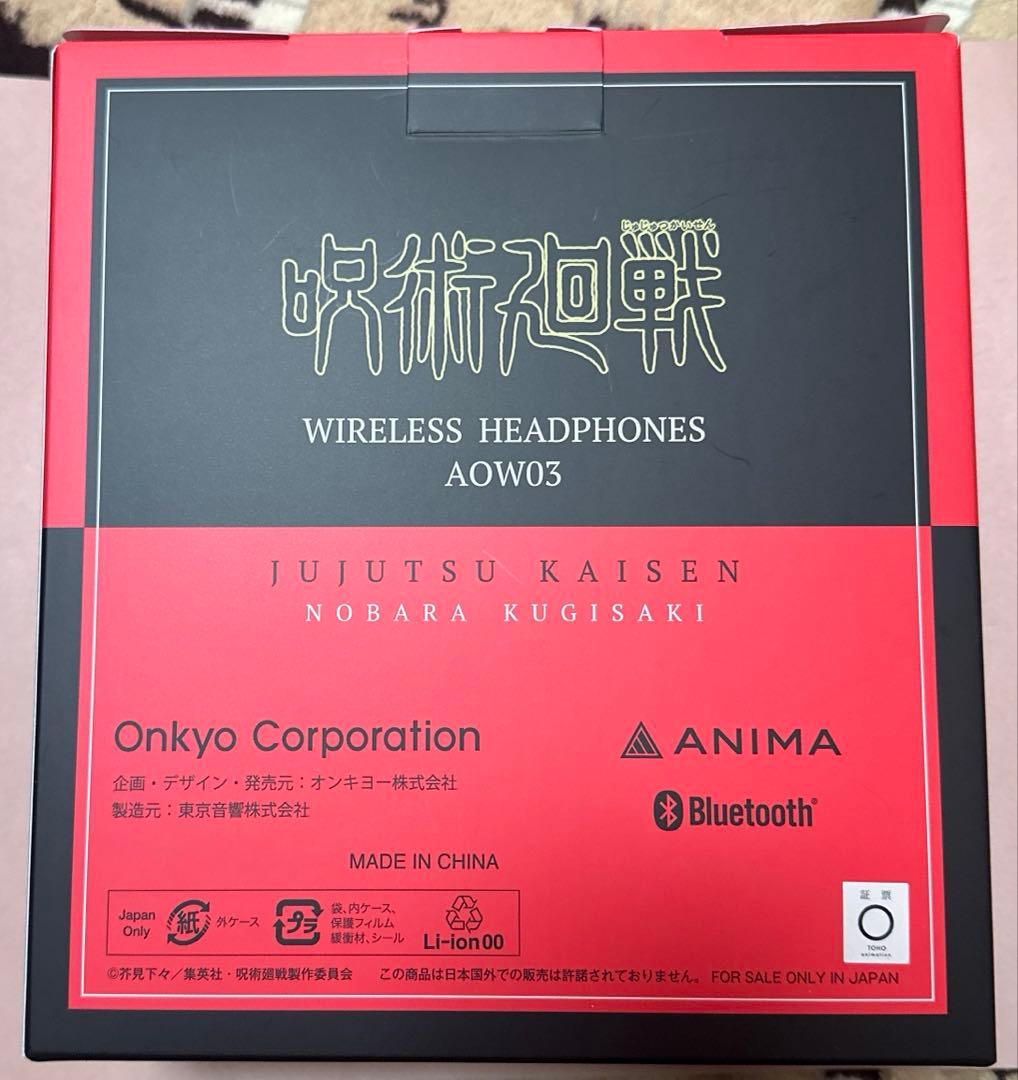 じゅじゅつかいせん
呪術廻戦
WIRELESS HEADPHONES
AOW03
JUJUTSU KAISEN
NOBARA KUGISAKI
Onkyo Corporation
企画・デザイン・発売元：オンキヨー株式会社
製造元：東京音響株式会社
ANIMA
Bluetooth®
MADE IN CHINA
Japan
Only
紙
外ケース
プラ
袋、内ケース、
保護フィルム
緩衝材、シール
Li-ion 00
証 票
TOHO
animation
©芥見下々／集英社・呪術廻戦製作委員会 この商品は日本国外での販売は許諾されておりません。 FOR SALE ONLY IN JAPAN